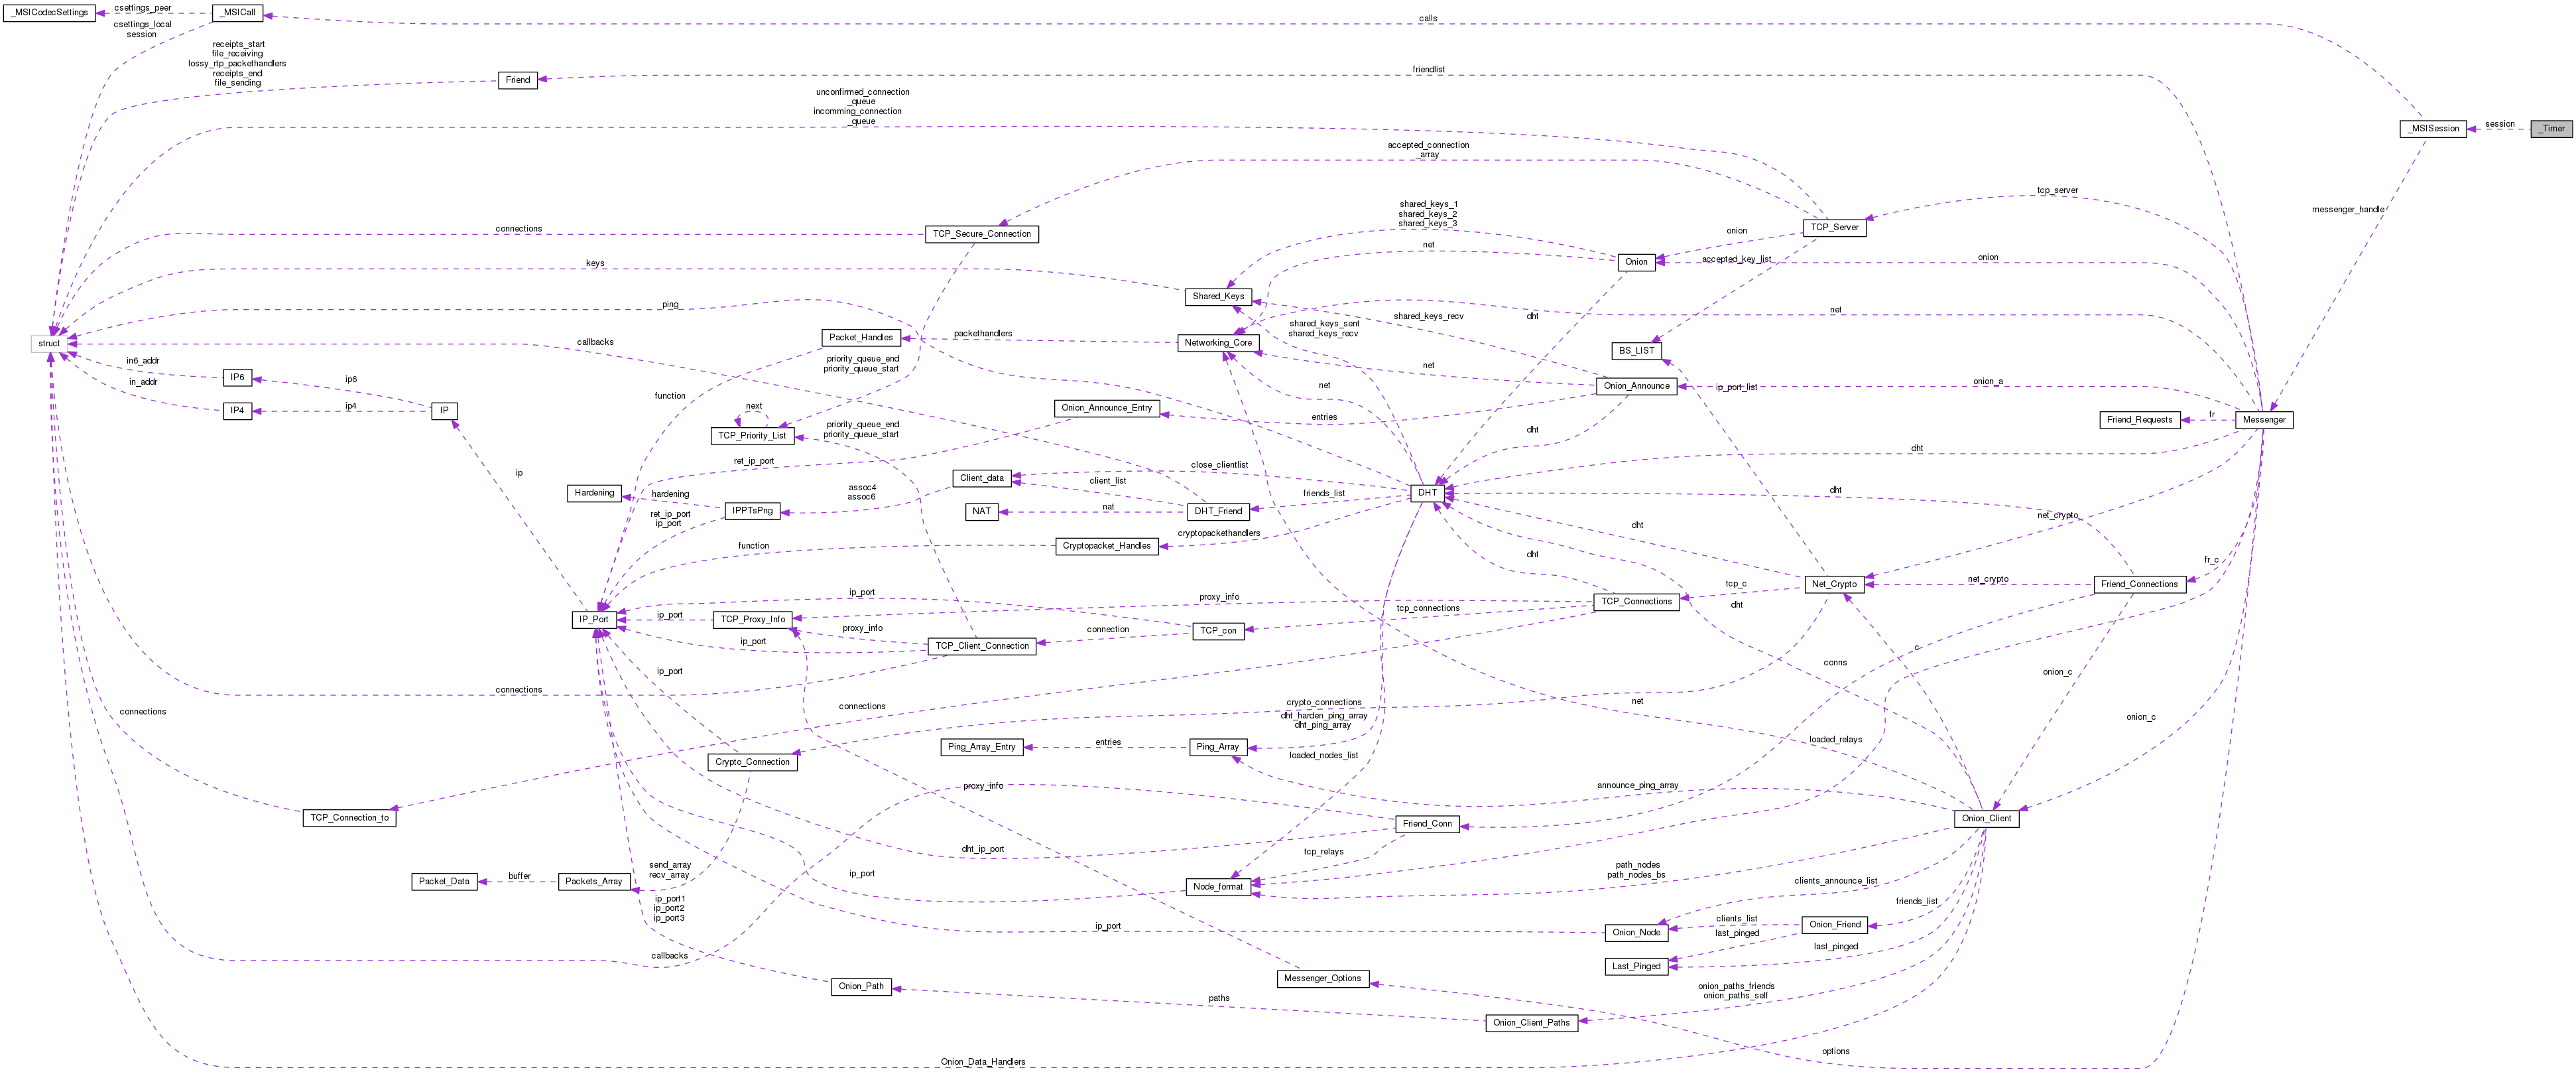 _MSICodecSettings
csettings_peer
_MSICall
calls
csettings_local
session
receipts_start
file_receiving
lossy_rtp_packethandlers
receipts_end
file_sending
Friend
friendlist
unconfirmed_connection
_queue
incomming_connection
_queue
_MSISession
session
_Timer
accepted_connection
_array
tcp_server
messenger_handle
shared_keys_1
shared_keys_2
shared_keys_3
TCP_Server
connections
TCP_Secure_Connection
onion
net
Onion
accepted_key_list
onion
keys
Shared_Keys
ping
net
dht
shared_keys_recv
shared_keys_sent
shared_keys_recv
packethandlers
Packet_Handles
Networking_Core
struct
callbacks
BS_LIST
priority_queue_end
priority_queue_start
in6_addr
IP6
ip6
in_addr
IP4
ip4
IP
function
net
net
Onion_Announce
ip_port_list
onion_a
next
TCP_Priority_List
Onion_Announce_Entry
entries
Friend_Requests
fr
Messenger
priority_queue_end
priority_queue_start
dht
dht
ret_ip_port
ip
close_clientlist
Client_data
client_list
Hardening
hardening
assoc4
assoc6
DHT
friends_list
dht
IPPTsPng
NAT
nat
DHT_Friend
ret_ip_port
ip_port
net_crypto
dht
cryptopackethandlers
function
Cryptopacket_Handles
dht
fr_c
tcp_c
Net_Crypto
net_crypto
Friend_Connections
ip_port
proxy_info
TCP_Connections
dht
tcp_connections
IP_Port
ip_port
TCP_Proxy_Info
proxy_info
TCP_con
connection
ip_port
TCP_Client_Connection
c
conns
ip_port
onion_c
connections
connections
connections
crypto_connections
net
dht_harden_ping_array
dht_ping_array
onion_c
Ping_Array_Entry
entries
Ping_Array
loaded_relays
loaded_nodes_list
Crypto_Connection
proxy_info
announce_ping_array
TCP_Connection_to
Friend_Conn
Onion_Client
dht_ip_port
tcp_relays
send_array
recv_array
path_nodes
path_nodes_bs
Packet_Data
buffer
Packets_Array
ip_port
Node_format
clients_announce_list
ip_port1
ip_port2
ip_port3
friends_list
ip_port
clients_list
Onion_Friend
Onion_Node
last_pinged
callbacks
last_pinged
Last_Pinged
Onion_Path
Messenger_Options
paths
onion_paths_friends
onion_paths_self
Onion_Client_Paths
options
Onion_Data_Handlers